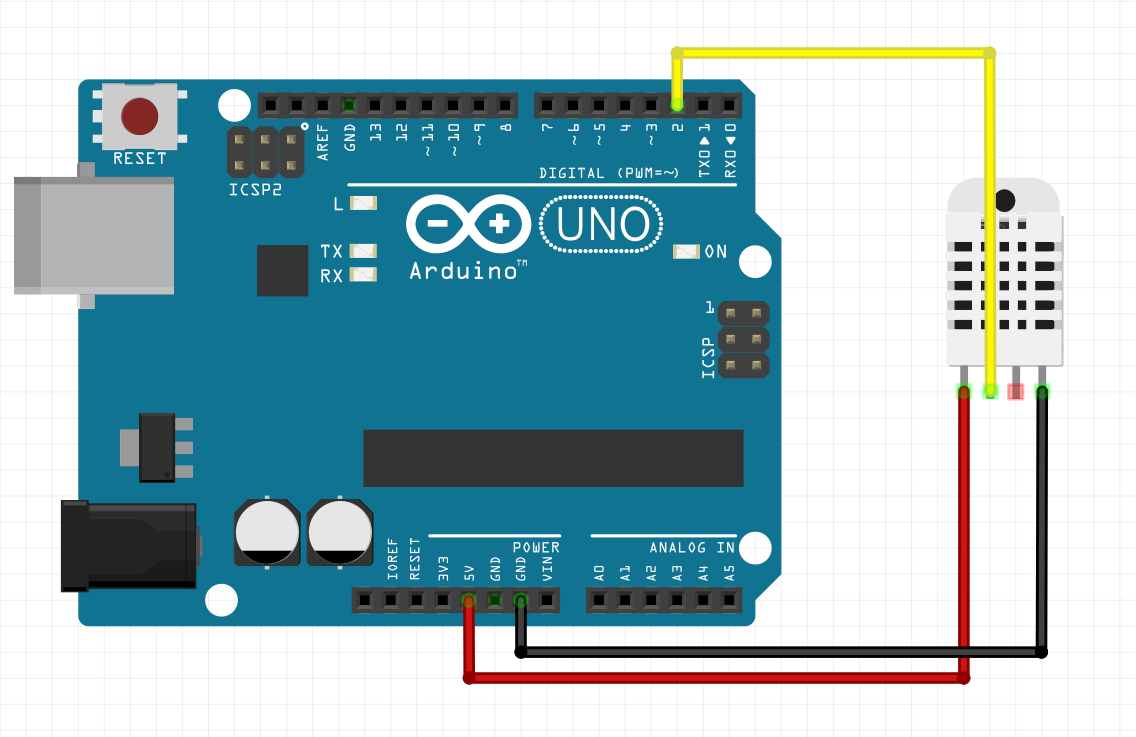 RESET
ICSP2
AREF
GND
13
12
~11
~10
~9
8
7
~6
~5
4
~3
2
TX0▶1
RX0◀0
DIGITAL (PWM=~)
L
TX
RX
Arduino™
UNO
ON
1
ICSP
POWER
ANALOG IN
IOREF
RESET
3V3
5V
GND
GND
VIN
A0
A1
A2
A3
A4
A5